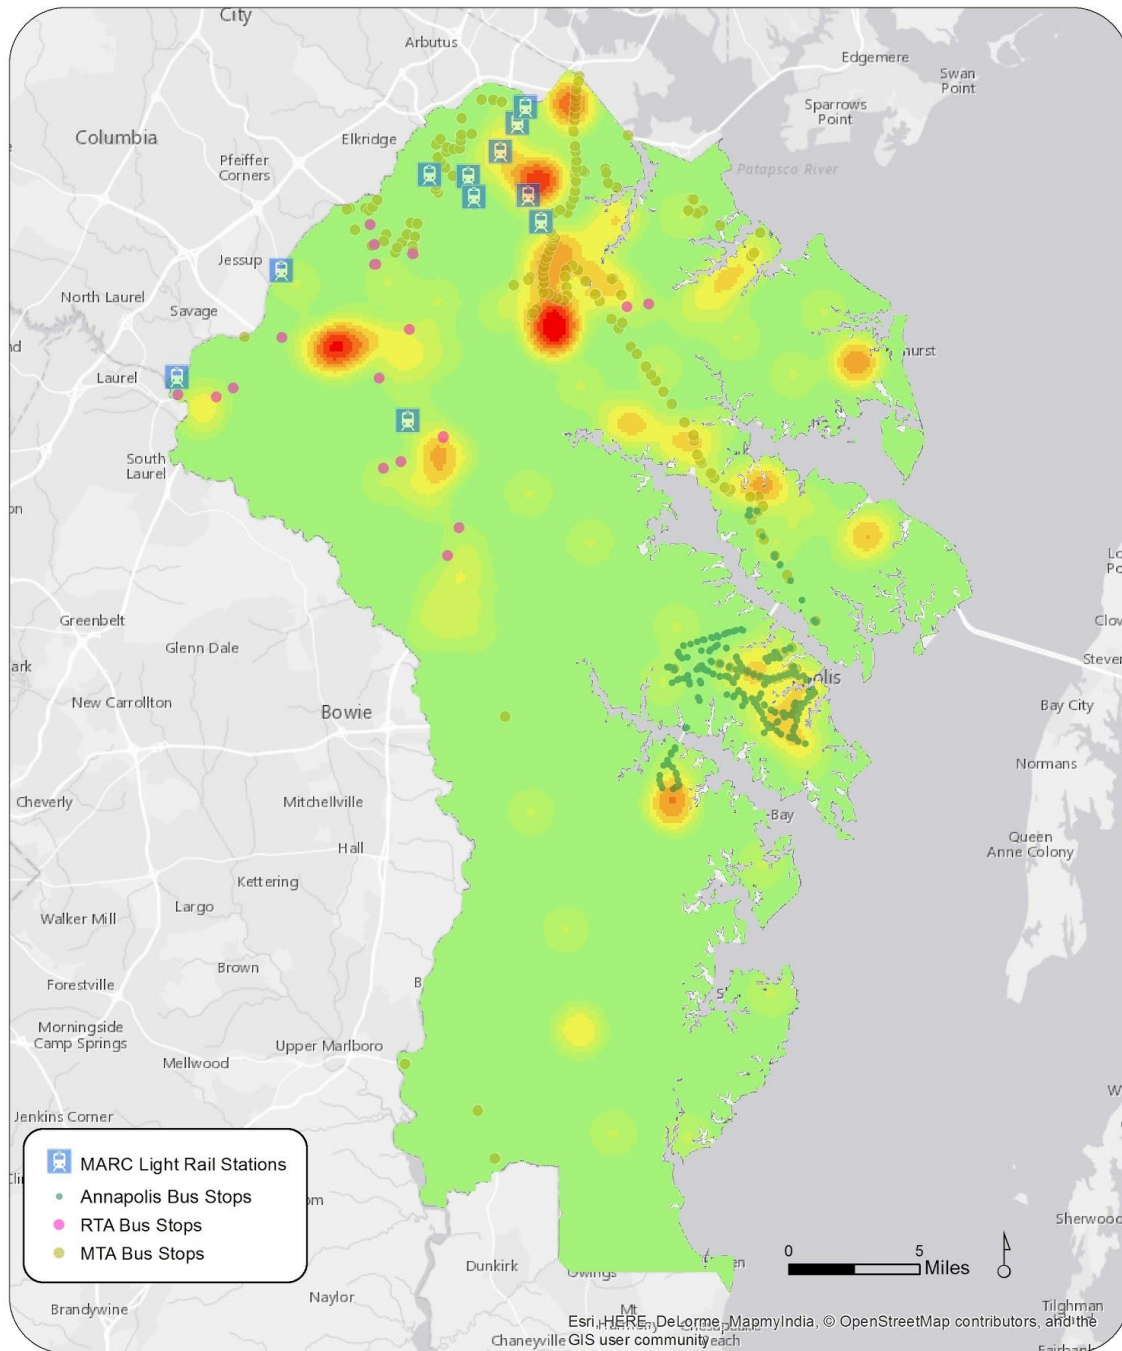 City
Arbutus
Edgemere
Swan
Point
Sparrows
Point
Columbia
Elkridge
Pfeiffer
Corners
Patapsco River
Jessup
North Laurel
Savage
Laurel
South
Laurel
Greenbelt
Glenn Dale
New Carrollton
Bowie
Bay City
Normans
Cheverly
Mitchellville
Bay
Queen
Anne Colony
Hall
Kettering
Largo
Walker Mill
Brown
Forestville
Morningside
Camp Springs
Upper Marlboro
Mellwood
Jenkins Corner
MARC Light Rail Stations
Annapolis Bus Stops
RTA Bus Stops
MTA Bus Stops
0 5
Miles
Dunkirk
Owings
Naylor
Brandywine
Mt
Chaneyville
Tilghman
Esri, HERE, DeLorme, MapmyIndia, © OpenStreetMap contributors, and the
GIS user community